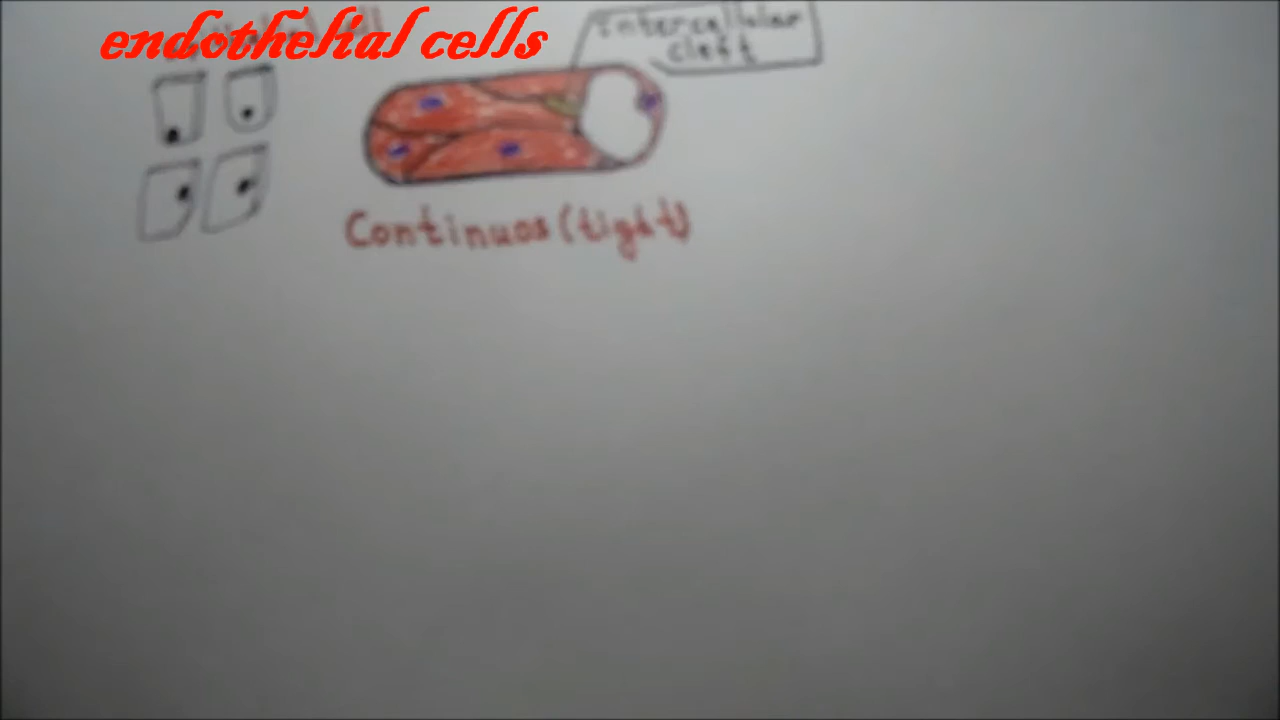 endothelial cells
intercellular
cleft
Continuos (tight)